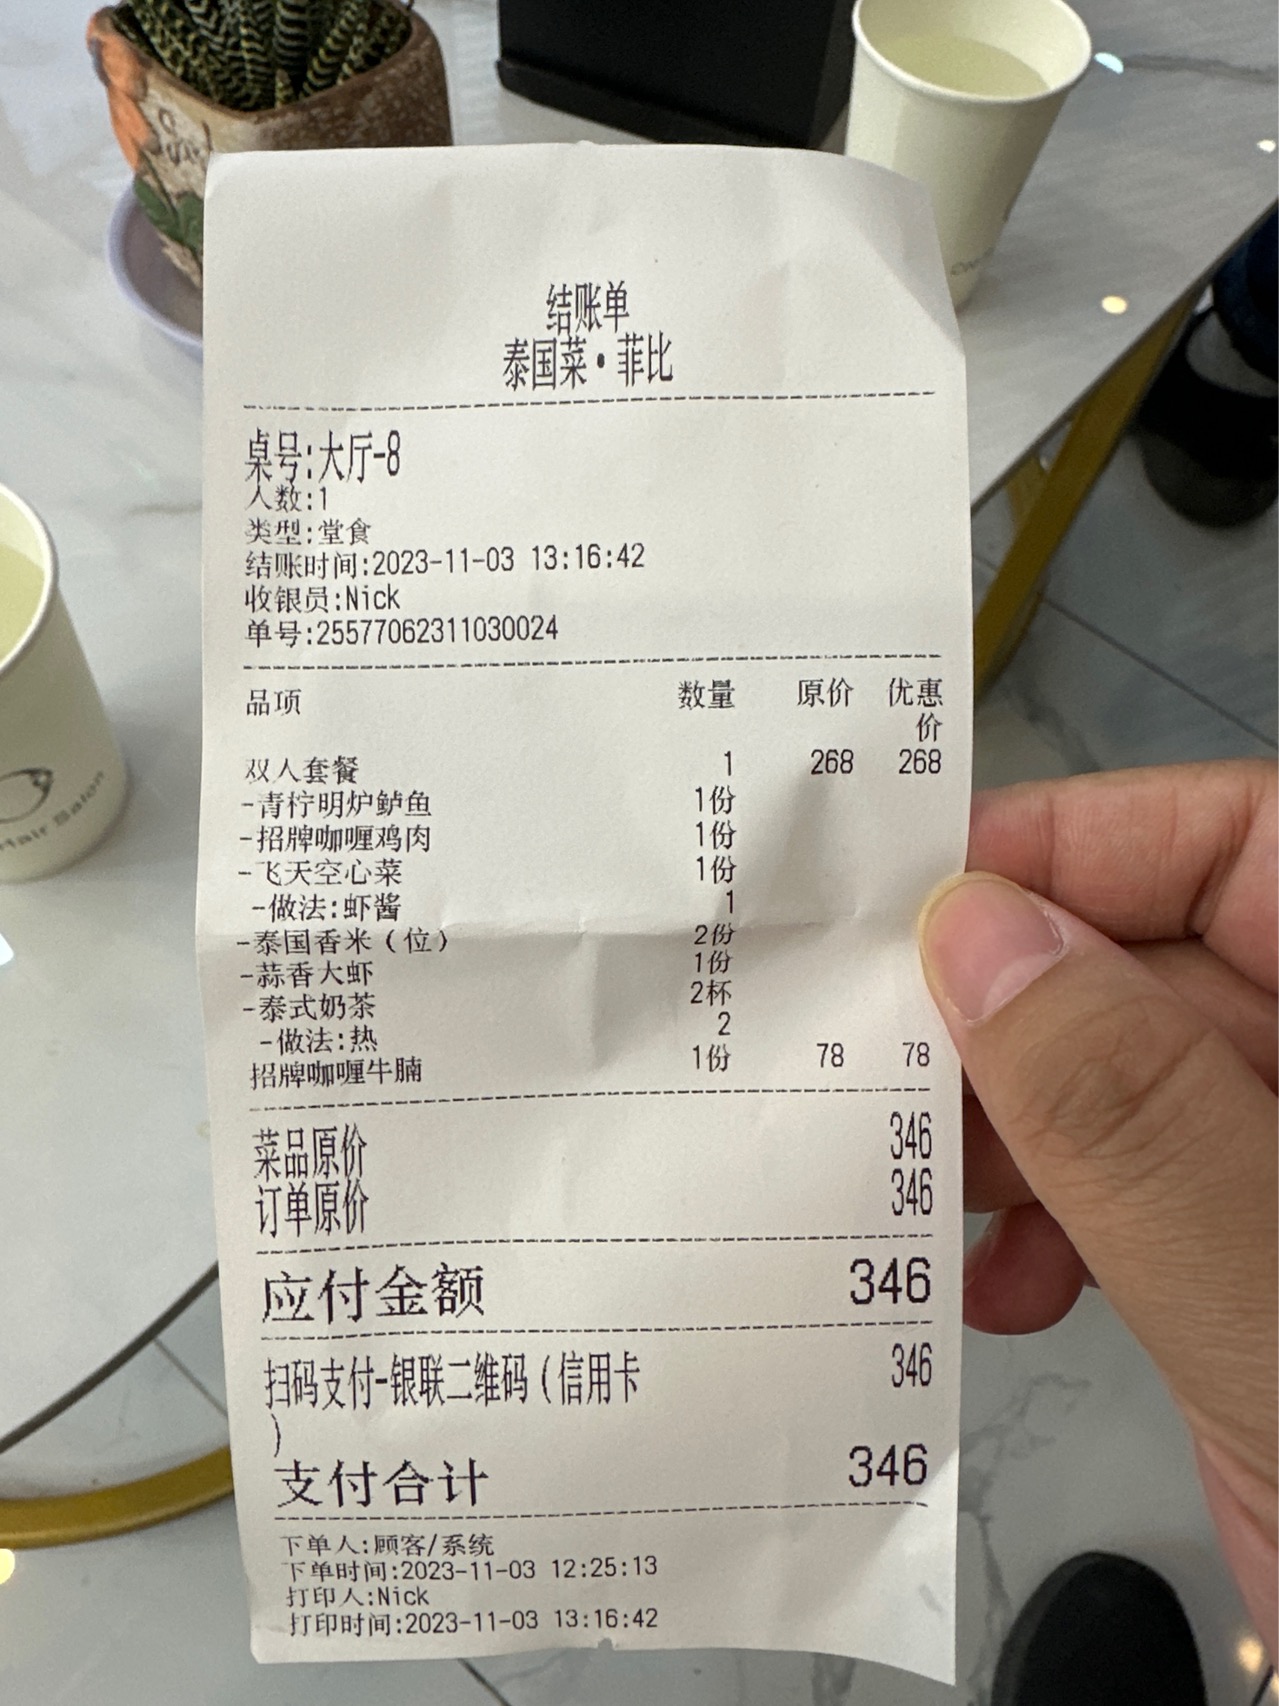 结账单
泰国菜·菲比
桌号:大厅-8
人数:1
类型:堂食
结账时间:2023-11-03 13:16:42
收银员:Nick
单号:25577062311030024
品项 数量 原价 优惠价
双人套餐 1 268 268
-青柠明炉鲈鱼 1份
-招牌咖喱鸡肉 1份
-飞天空心菜 1份
-做法:虾酱 1
-泰国香米(位) 2份
-蒜香大虾 1份
-泰式奶茶 2杯
-做法:热 2
招牌咖喱牛腩 1份 78 78
菜品原价 346
订单原价 346
应付金额 346
扫码支付-银联二维码(信用卡 346
)
支付合计 346
下单人:顾客/系统
下单时间:2023-11-03 12:25:13
打印人:Nick
打印时间:2023-11-03 13:16:42
Hair Salon